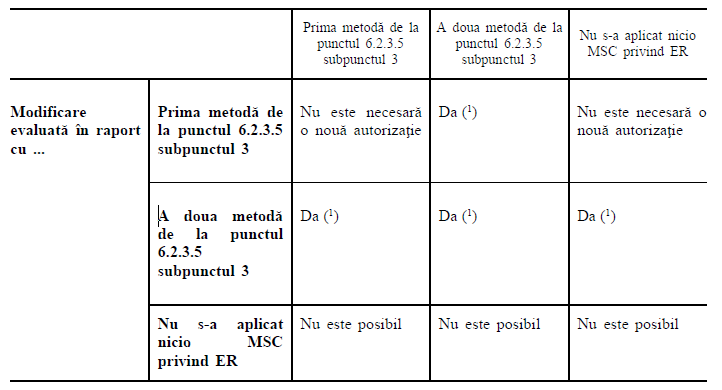 Prima metodă de la
punctul 6.2.3.5
subpunctul 3
A doua metodă de la
punctul 6.2.3.5
subpunctul 3
Nu s-a aplicat nicio
MSC privind ER
Modificare
evaluată în raport
cu ...
Prima metodă de
la punctul 6.2.3.5
subpunctul 3
Nu este necesară
o nouă autorizaţie
Da (¹)
Nu este necesară o
nouă autorizaţie
A doua metodă
de la punctul
6.2.3.5
subpunctul 3
Da (¹)
Da (¹)
Da (¹)
Nu s-a aplicat
nicio MSC
privind ER
Nu este posibil
Nu este posibil
Nu este posibil